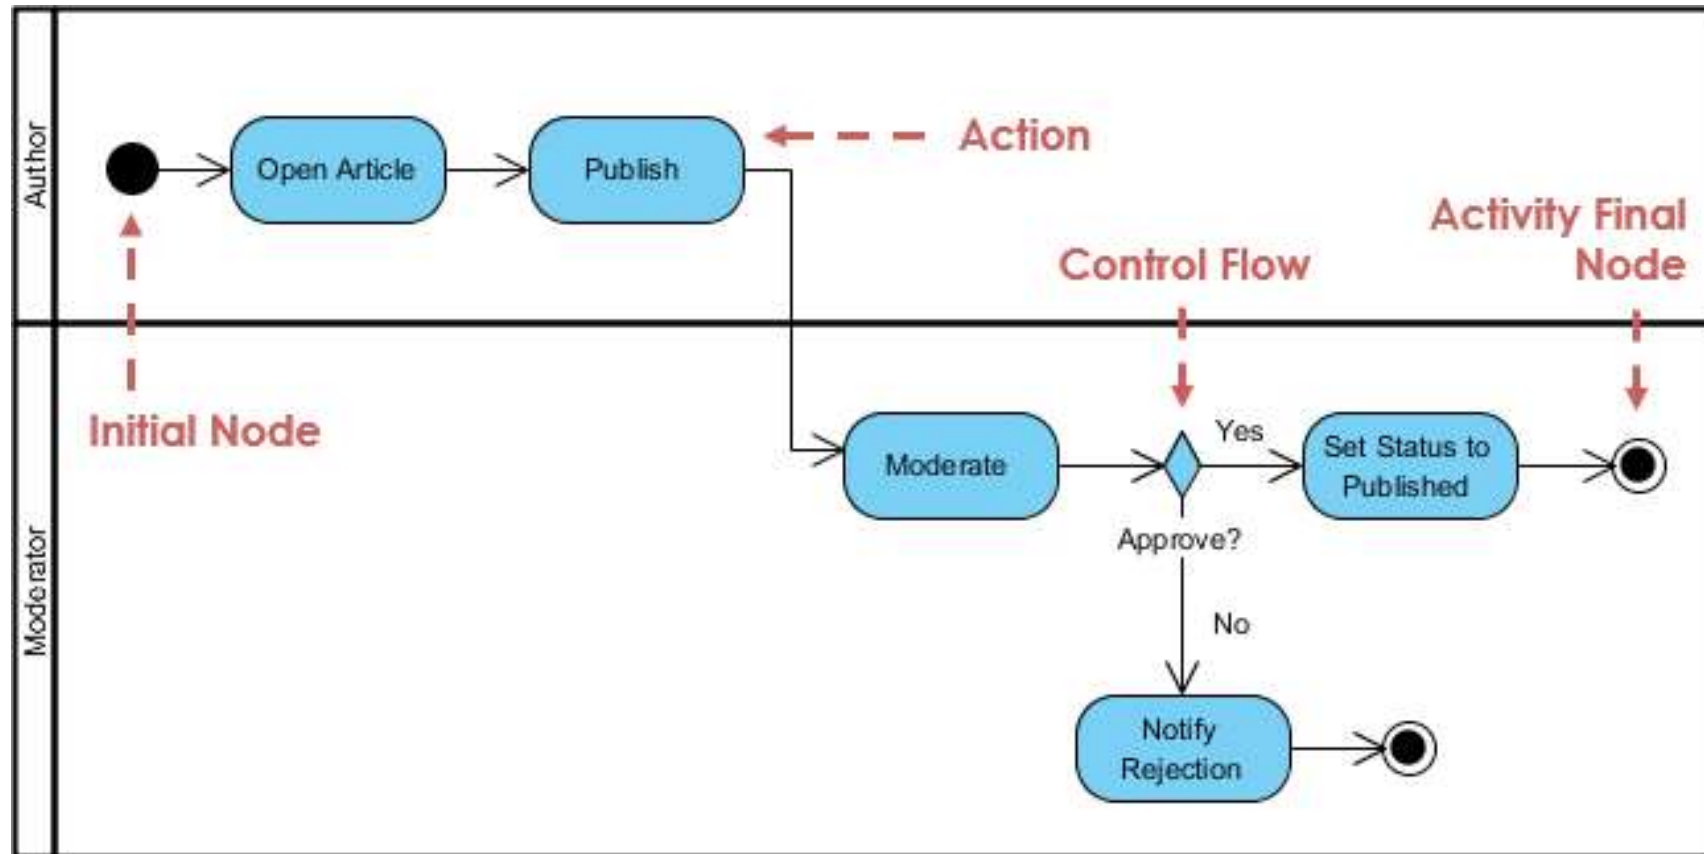 Author
Open Article
Publish
Action
Activity Final
Node
Control Flow
Initial Node
Moderator
Moderate
Yes
Set Status to
Published
Approve?
No
Notify
Rejection